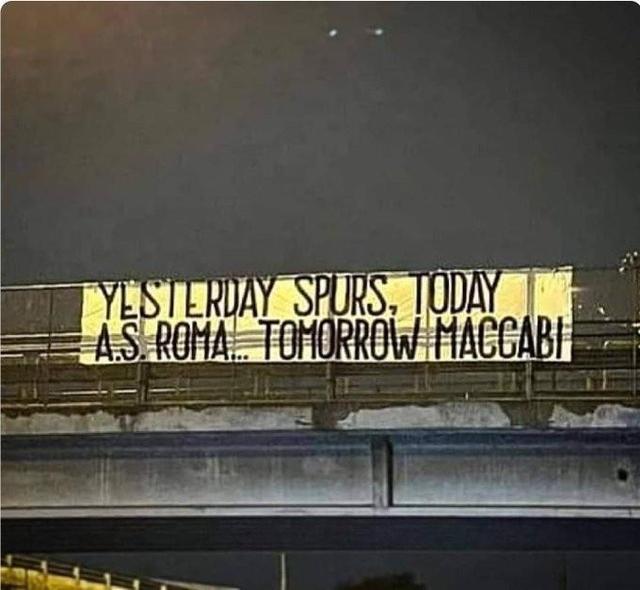 YESTERDAY SPURS, TODAY
A.S. ROMA... TOMORROW MACCABI